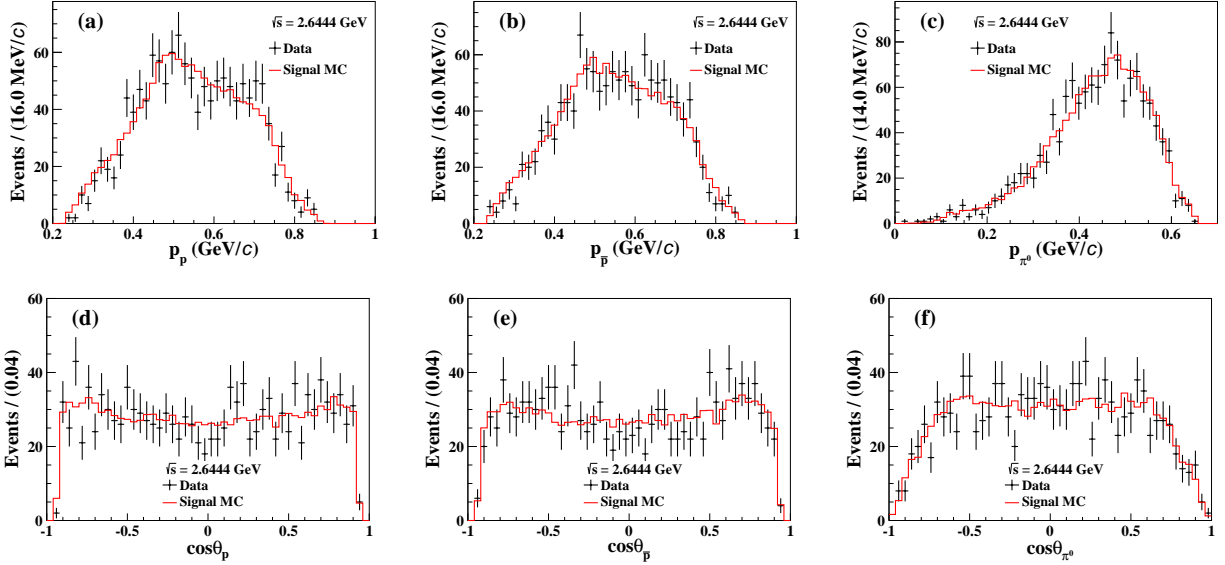 (a)
√s = 2.6444 GeV
Data
Signal MC
Events / (16.0 MeV/c)
60
40
20
0
0.2 0.4 0.6 0.8 1
p_p (GeV/c)
(b)
√s = 2.6444 GeV
Data
Signal MC
Events / (16.0 MeV/c)
80
60
40
20
0
0.2 0.4 0.6 0.8 1
p_p̅ (GeV/c)
(c)
√s = 2.6444 GeV
Data
Signal MC
Events / (14.0 MeV/c)
80
60
40
20
0
0 0.2 0.4 0.6
p_π⁰ (GeV/c)
(d)
Events / (0.04)
60
40
20
0
√s = 2.6444 GeV
Data
Signal MC
-1 -0.5 0 0.5 1
cosθ_p
(e)
Events / (0.04)
60
40
20
0
√s = 2.6444 GeV
Data
Signal MC
-1 -0.5 0 0.5 1
cosθ_p̅
(f)
Events / (0.04)
60
40
20
0
√s = 2.6444 GeV
Data
Signal MC
-1 -0.5 0 0.5 1
cosθ_π⁰